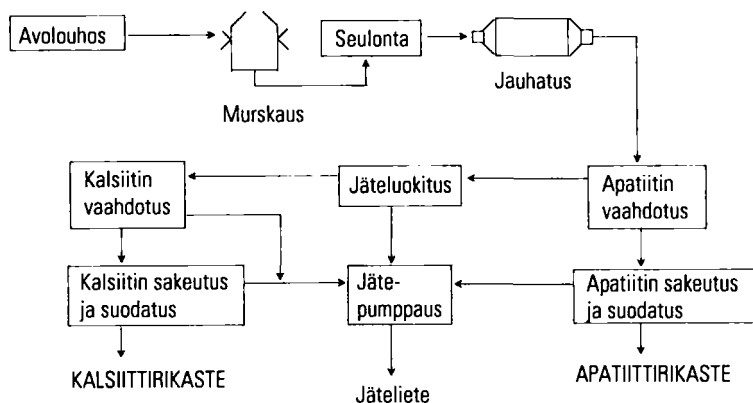 Avolouhos
Murskaus
Seulonta
Jauhatus
Kalsiitin
vaahdotus
Jäteluokitus
Apatiitin
vaahdotus
Kalsiitin sakeutus
ja suodatus
Jäte-
pumppaus
Apatiitin sakeutus
ja suodatus
KALSIITTIRIKASTE
Jäteliete
APATIITTIRIKASTE